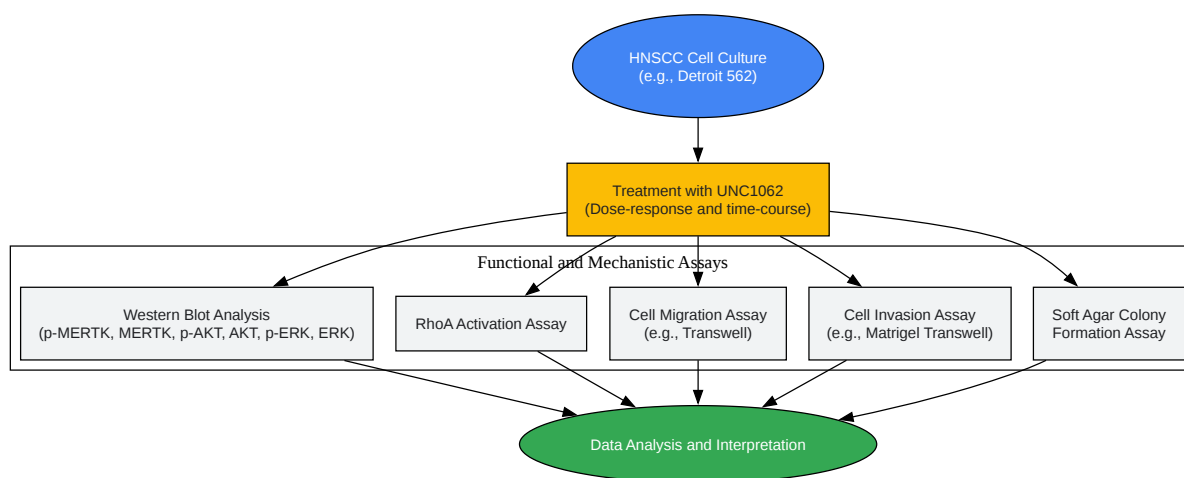 HNSCC Cell Culture
(e.g., Detroit 562)
Treatment with UNC1062
(Dose-response and time-course)
Functional and Mechanistic Assays
Western Blot Analysis
(p-MERTK, MERTK, p-AKT, AKT, p-ERK, ERK)
RhoA Activation Assay
Cell Migration Assay
(e.g., Transwell)
Cell Invasion Assay
(e.g., Matrigel Transwell)
Soft Agar Colony
Formation Assay
Data Analysis and Interpretation